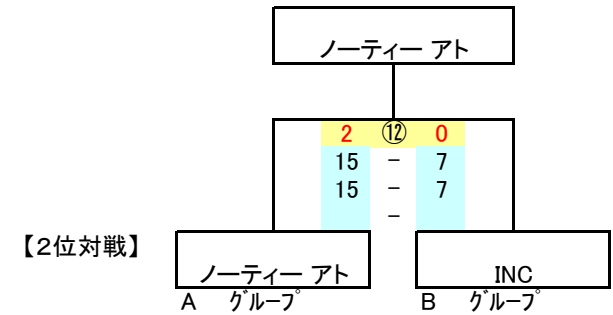 ノーティー アト
2 ⑫ 0
15 - 7
15 - 7
-
【2位対戦】
ノーティー アト INC
A グループ B グループ